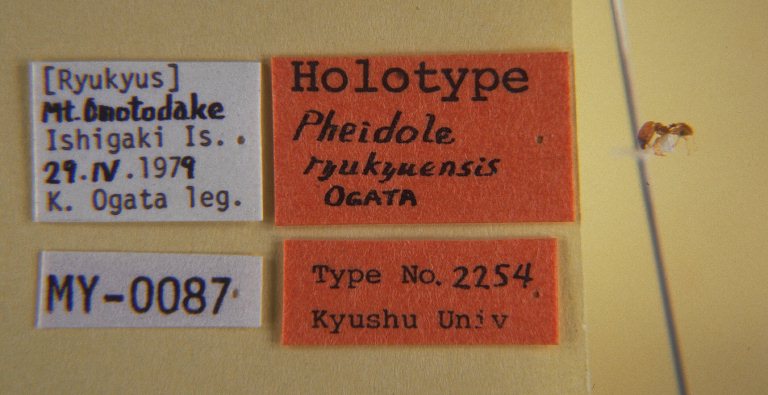 [Ryukyus]
Mt. Omotodake
Ishigaki Is.
29.IV.1979
K. Ogata leg.
Holotype
Pheidole
ryukyuensis
OGATA
MY-0087
Type No. 2254
Kyushu Univ